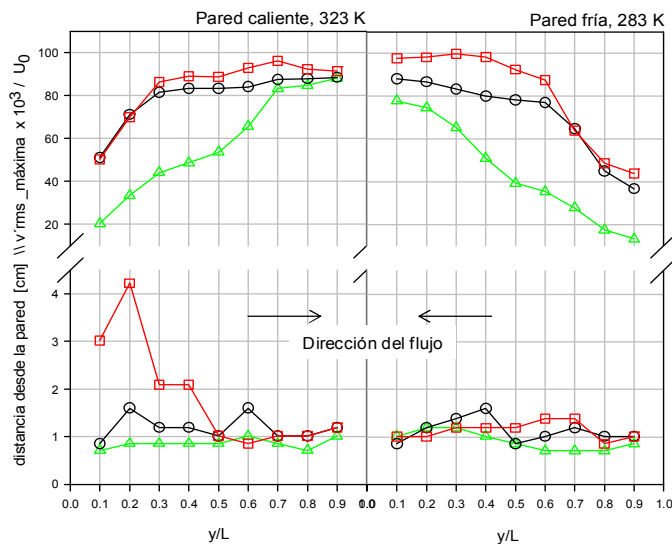 Pared caliente, 323 K
Pared fría, 283 K
distancia desde la pared [cm] \\ v'rms _máxima x 10³ / U₀
100
80
60
40
20
4
3
2
1
0
Dirección del flujo
0.0 0.1 0.2 0.3 0.4 0.5 0.6 0.7 0.8 0.9
0.0 0.1 0.2 0.3 0.4 0.5 0.6 0.7 0.8 0.9 1.0
y/L
y/L